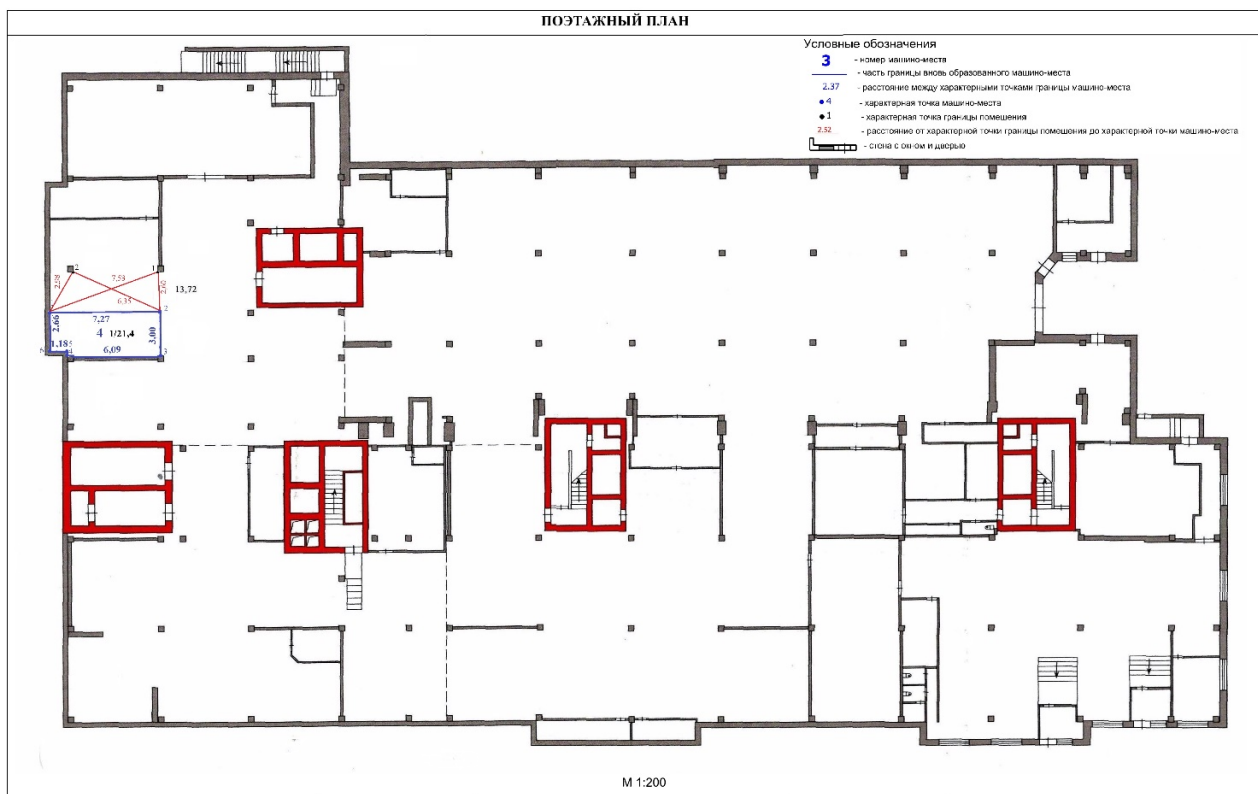 ПОЭТАЖНЫЙ ПЛАН
Условные обозначения
3 - номер машино-места
- часть границы вновь образованного машино-места
2.37 - расстояние между характерными точками границы машино-места
4 - характерная точка машино-места
1 - характерная точка границы помещения
2.52 - расстояние от характерной точки границы помещения до характерной точки машино-места
- стена с окном и дверью
2 1
2.98 7,53 2.60 13,72
6,35
2
7,27
2.66 4 1/21,4 3.00
1,18 5
6,09 3
М 1:200